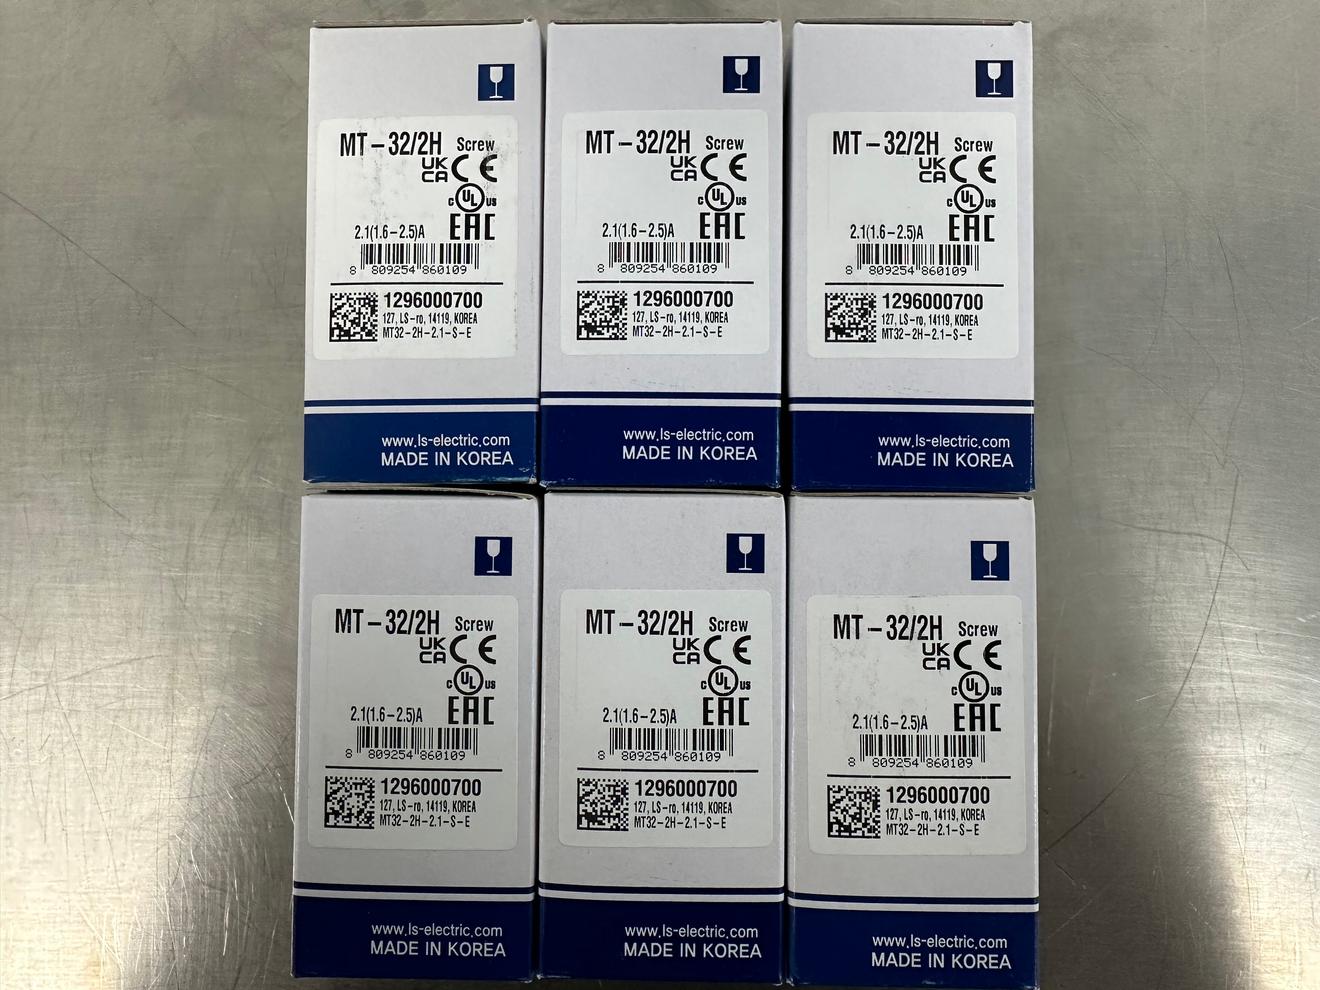 MT-32/2H Screw
UK CA CE
c UL us
2.1(1.6-2.5)A EAC
8 809254 860109
1296000700
127, LS-ro, 14119, KOREA
MT32-2H-2.1-S-E
www.ls-electric.com
MADE IN KOREA
MT-32/2H Screw
UK CA CE
c UL us
2.1(1.6-2.5)A EAC
8 809254 860109
1296000700
127, LS-ro, 14119, KOREA
MT32-2H-2.1-S-E
www.ls-electric.com
MADE IN KOREA
MT-32/2H Screw
UK CA CE
c UL us
2.1(1.6-2.5)A EAC
8 809254 860109
1296000700
127, LS-ro, 14119, KOREA
MT32-2H-2.1-S-E
www.ls-electric.com
MADE IN KOREA
MT-32/2H Screw
UK CA CE
c UL us
2.1(1.6-2.5)A EAC
8 809254 860109
1296000700
127, LS-ro, 14119, KOREA
MT32-2H-2.1-S-E
www.ls-electric.com
MADE IN KOREA
MT-32/2H Screw
UK CA CE
c UL us
2.1(1.6-2.5)A EAC
8 809254 860109
1296000700
127, LS-ro, 14119, KOREA
MT32-2H-2.1-S-E
www.ls-electric.com
MADE IN KOREA
MT-32/2H Screw
UK CA CE
c UL us
2.1(1.6-2.5)A EAC
8 809254 860109
1296000700
127, LS-ro, 14119, KOREA
MT32-2H-2.1-S-E
www.ls-electric.com
MADE IN KOREA